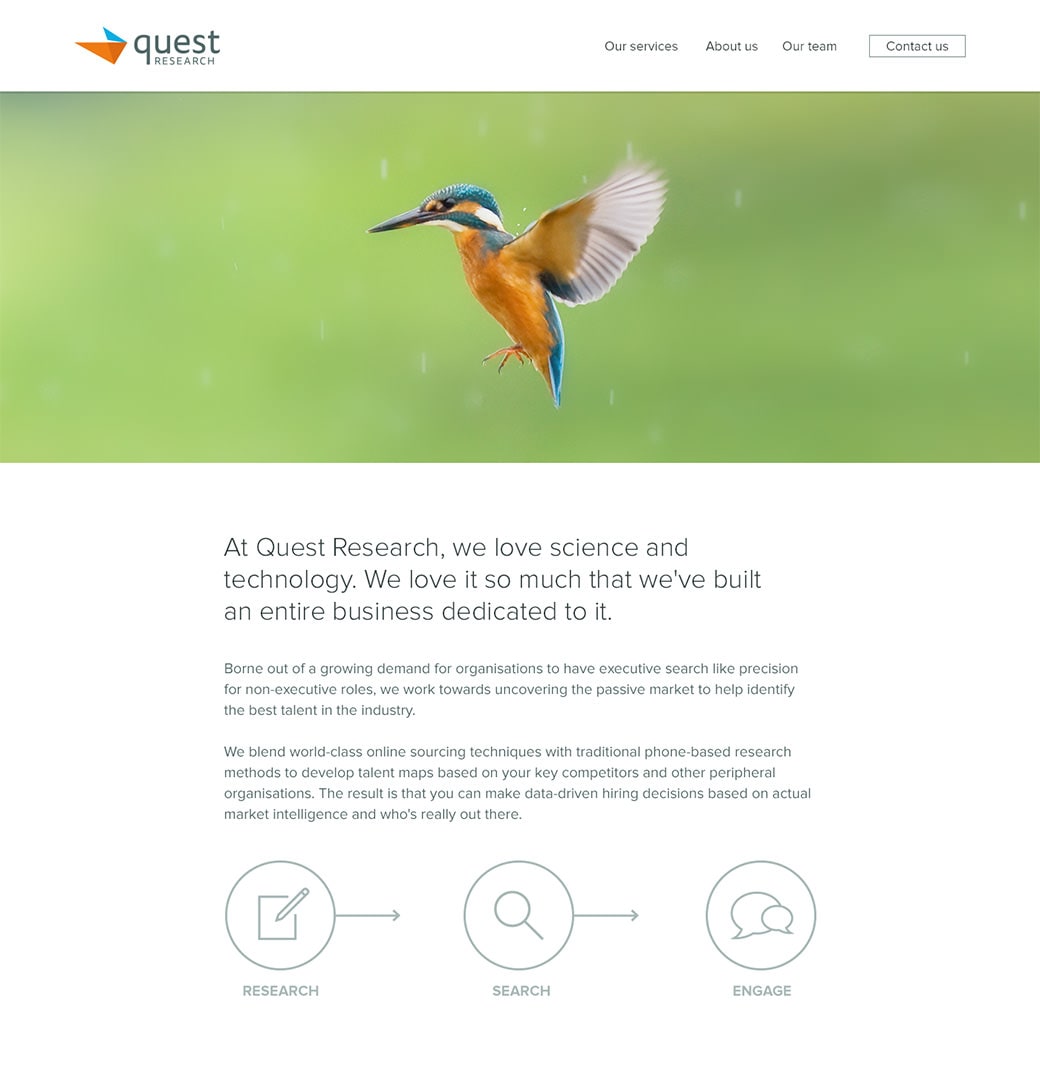 quest
RESEARCH
Our services
About us
Our team
Contact us
At Quest Research, we love science and
technology. We love it so much that we've built
an entire business dedicated to it.
Borne out of a growing demand for organisations to have executive search like precision
for non-executive roles, we work towards uncovering the passive market to help identify
the best talent in the industry.
We blend world-class online sourcing techniques with traditional phone-based research
methods to develop talent maps based on your key competitors and other peripheral
organisations. The result is that you can make data-driven hiring decisions based on actual
market intelligence and who's really out there.
RESEARCH
SEARCH
ENGAGE